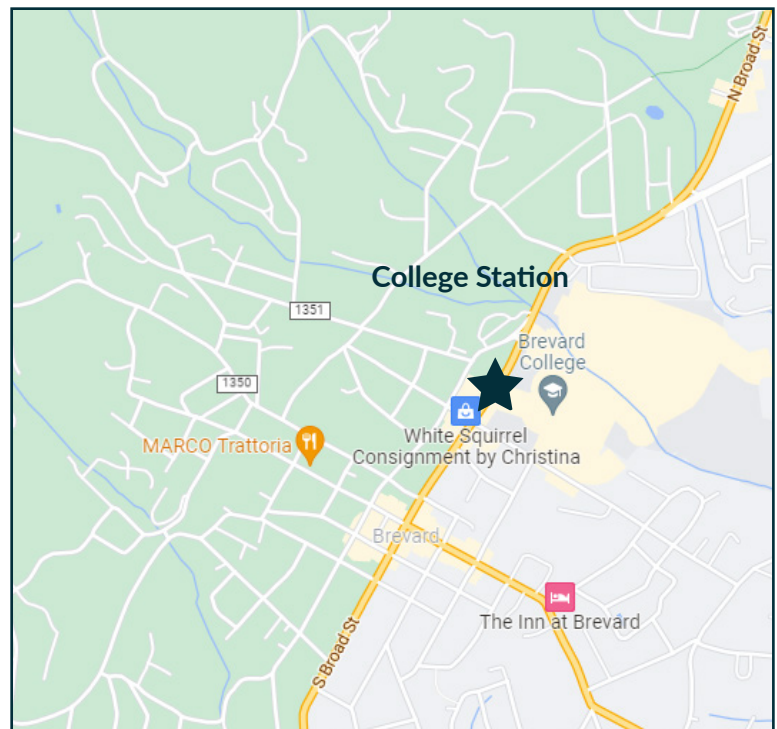 N Broad St
College Station
1351
Brevard
College
1350
White Squirrel
Consignment by Christina
MARCO Trattoria
Brevard
The Inn at Brevard
S Broad St